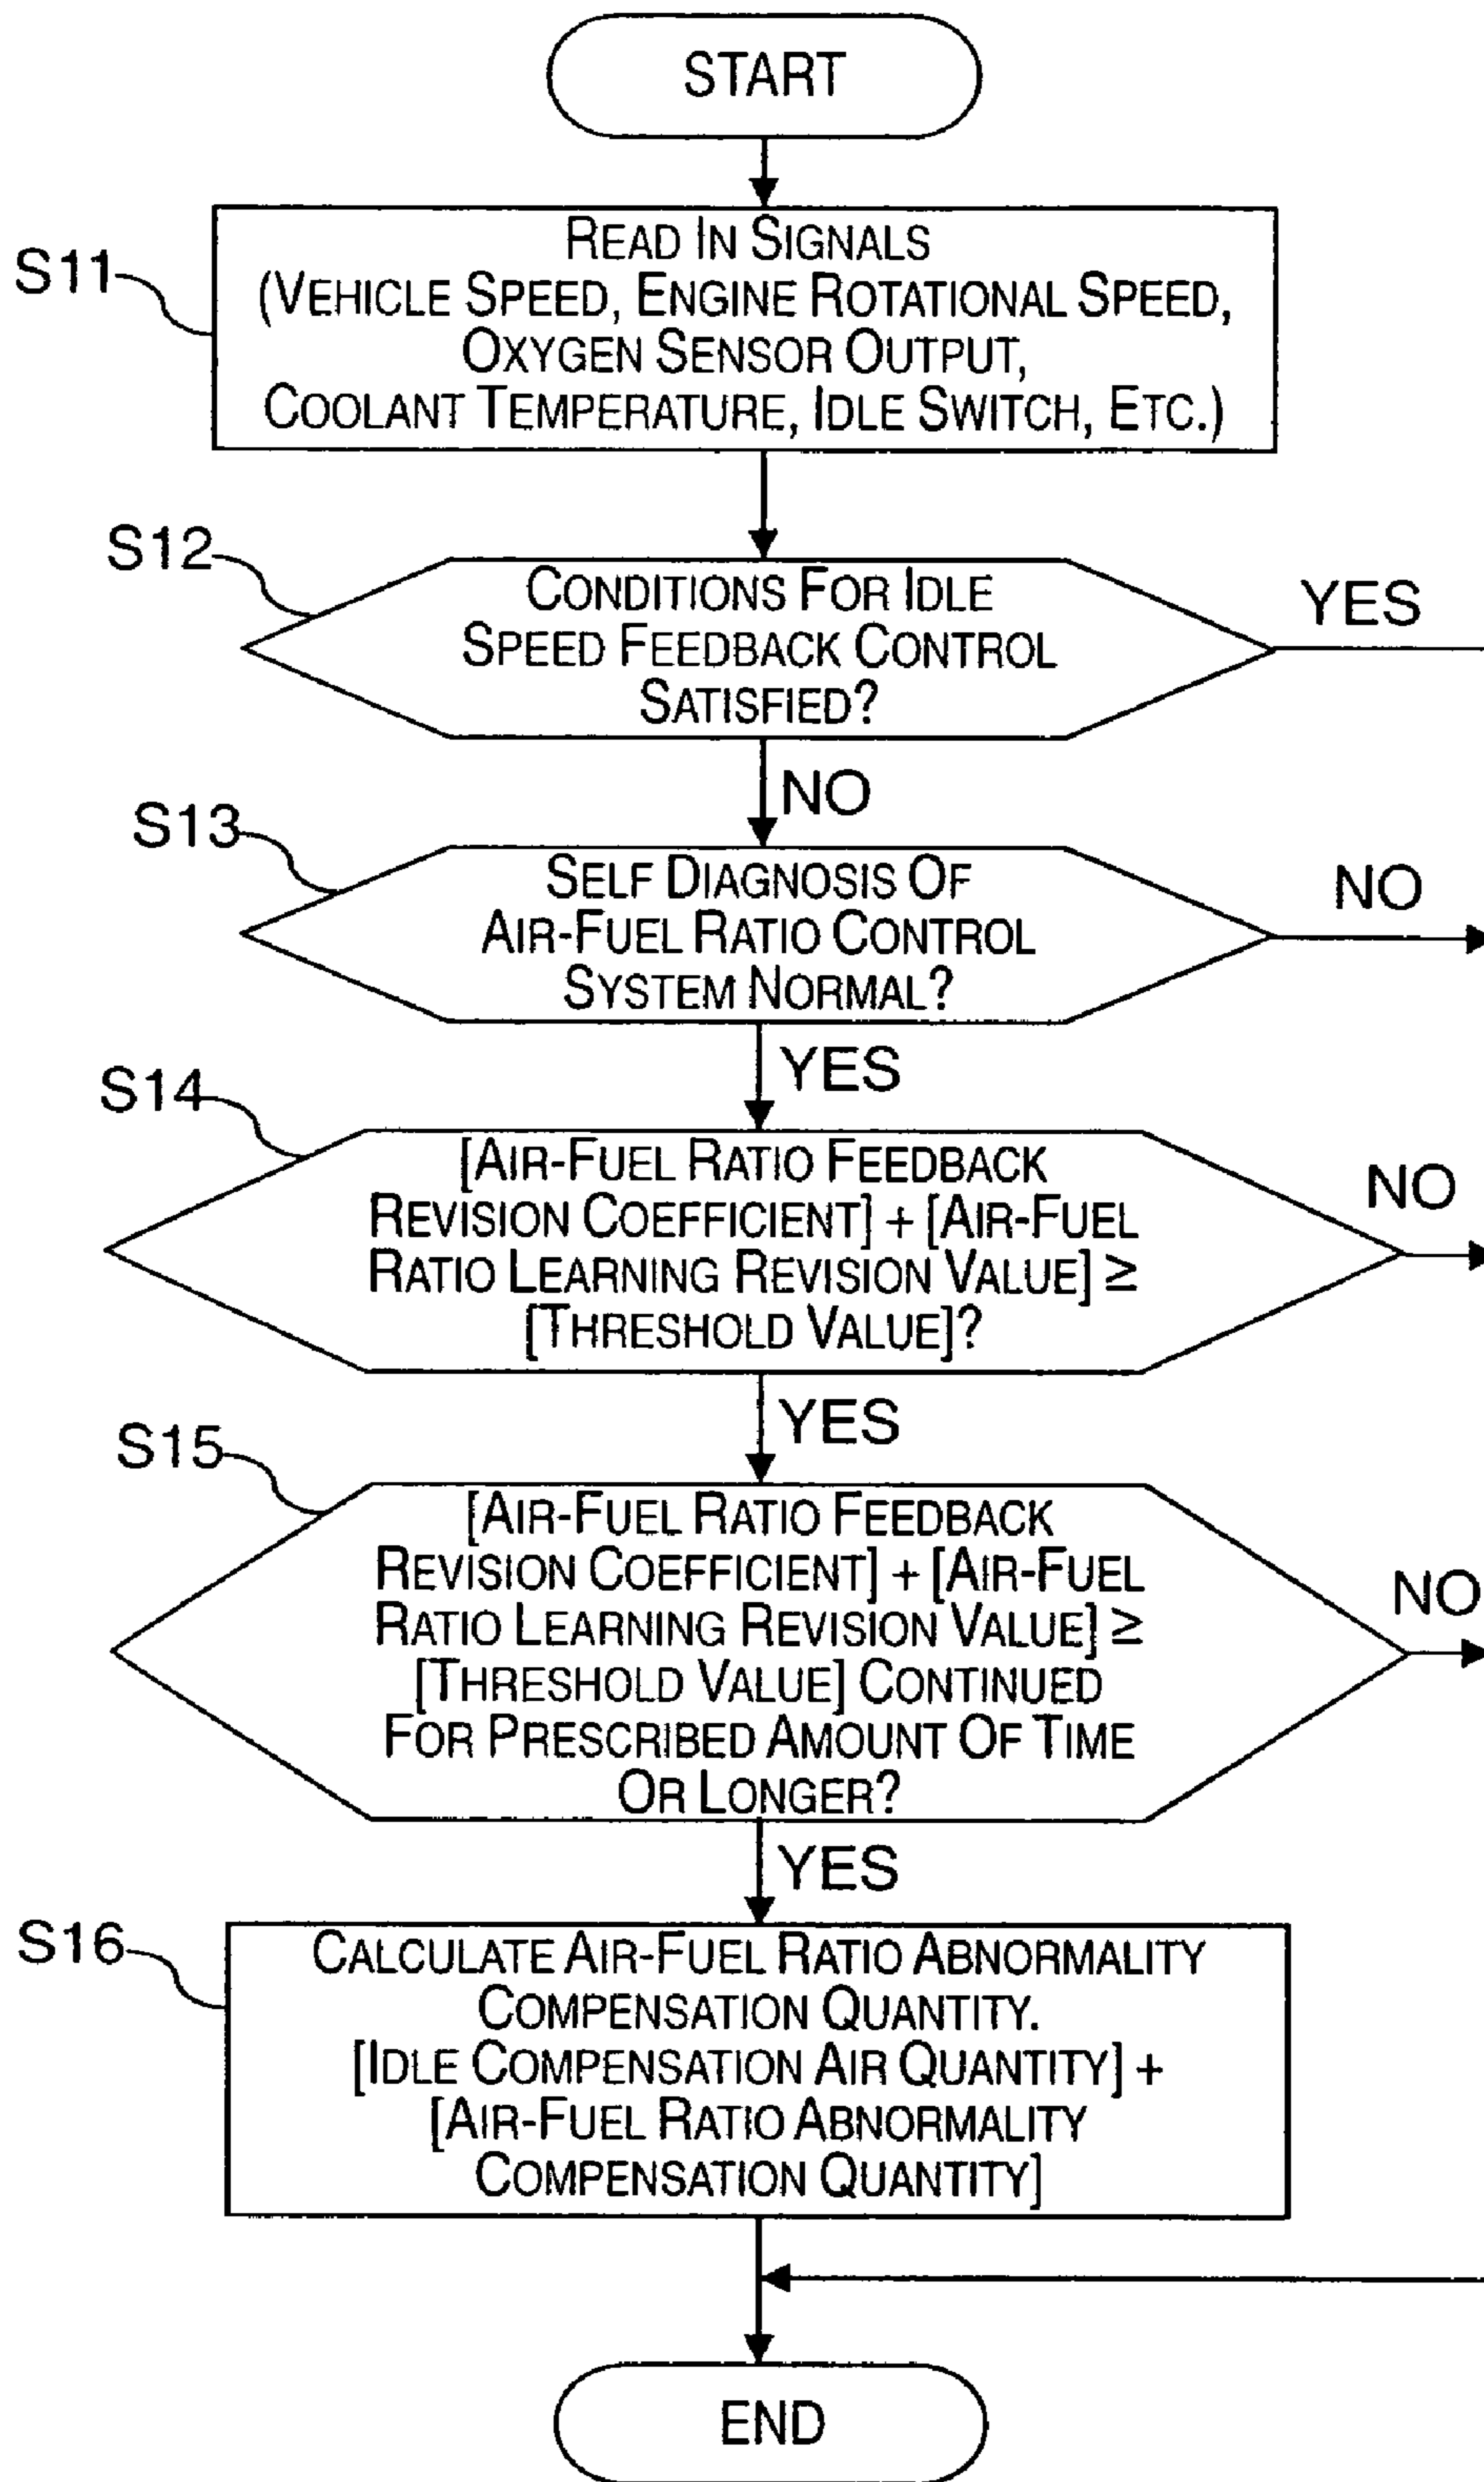 START
S11
READ IN SIGNALS
(VEHICLE SPEED, ENGINE ROTATIONAL SPEED,
OXYGEN SENSOR OUTPUT,
COOLANT TEMPERATURE, IDLE SWITCH, ETC.)
S12
CONDITIONS FOR IDLE
SPEED FEEDBACK CONTROL
SATISFIED?
YES
NO
S13
SELF DIAGNOSIS OF
AIR-FUEL RATIO CONTROL
SYSTEM NORMAL?
NO
YES
S14
[AIR-FUEL RATIO FEEDBACK
REVISION COEFFICIENT] + [AIR-FUEL
RATIO LEARNING REVISION VALUE] ≥
[THRESHOLD VALUE]?
NO
YES
S15
[AIR-FUEL RATIO FEEDBACK
REVISION COEFFICIENT] + [AIR-FUEL
RATIO LEARNING REVISION VALUE] ≥
[THRESHOLD VALUE] CONTINUED
FOR PRESCRIBED AMOUNT OF TIME
OR LONGER?
NO
YES
S16
CALCULATE AIR-FUEL RATIO ABNORMALITY
COMPENSATION QUANTITY.
[IDLE COMPENSATION AIR QUANTITY] +
[AIR-FUEL RATIO ABNORMALITY
COMPENSATION QUANTITY]
END